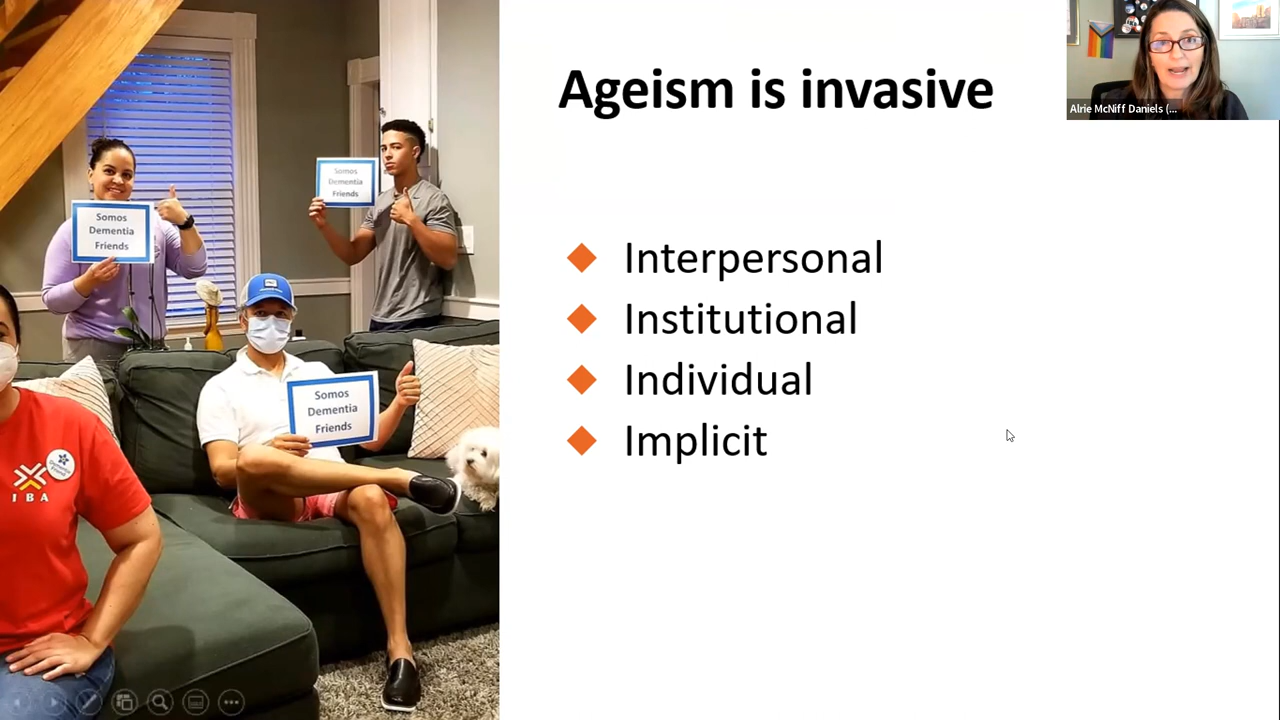 Ageism is invasive
Interpersonal
Institutional
Individual
Implicit
Alrie McNiff Daniels (...
Somos
Dementia
Friends
Somos
Dementia
Friends
Somos
Dementia
Friends
IBA